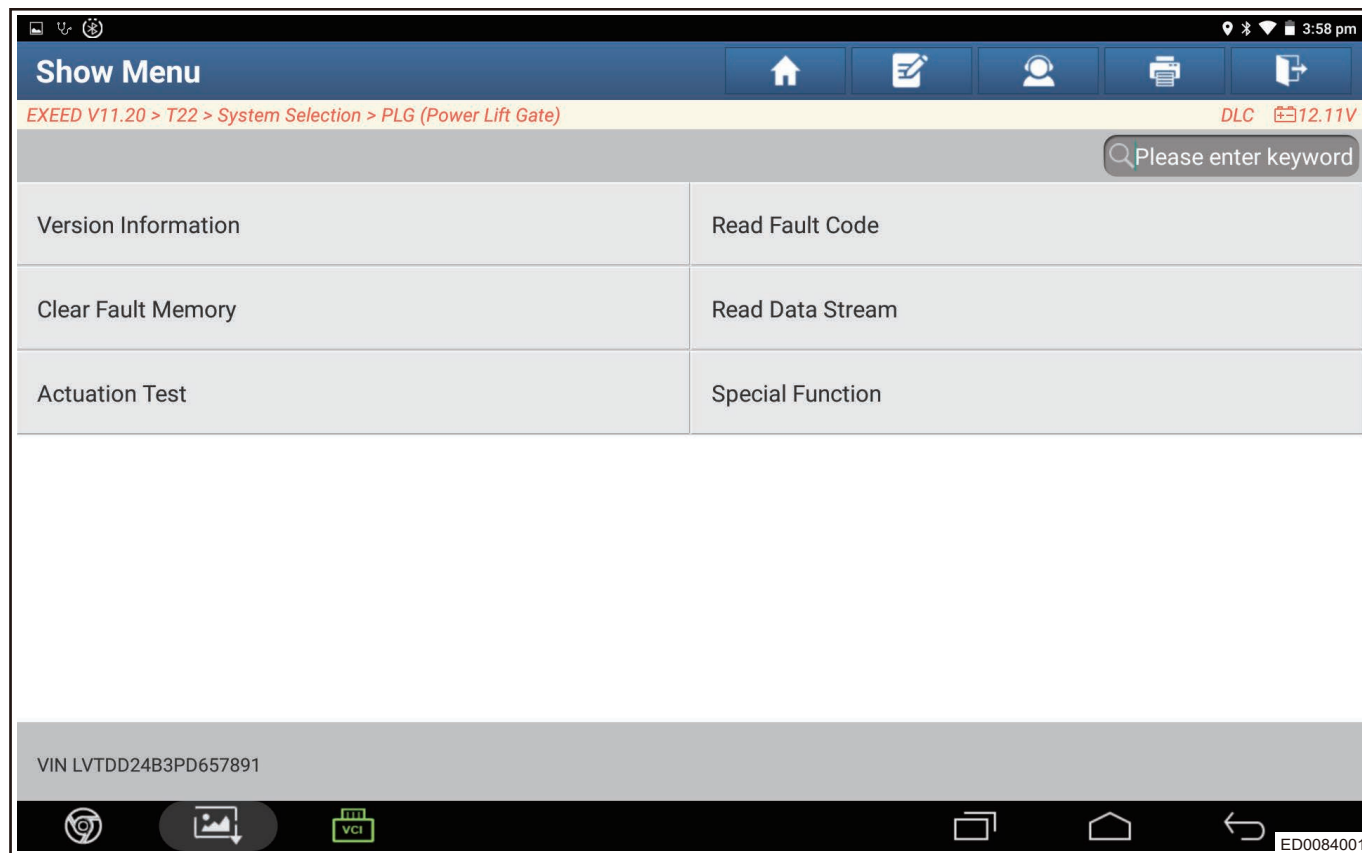 3:58 pm
Show Menu
EXEED V11.20 > T22 > System Selection > PLG (Power Lift Gate)
DLC 12.11V
Please enter keyword
Version Information
Read Fault Code
Clear Fault Memory
Read Data Stream
Actuation Test
Special Function
VIN LVTDD24B3PD657891
VCI
ED0084001